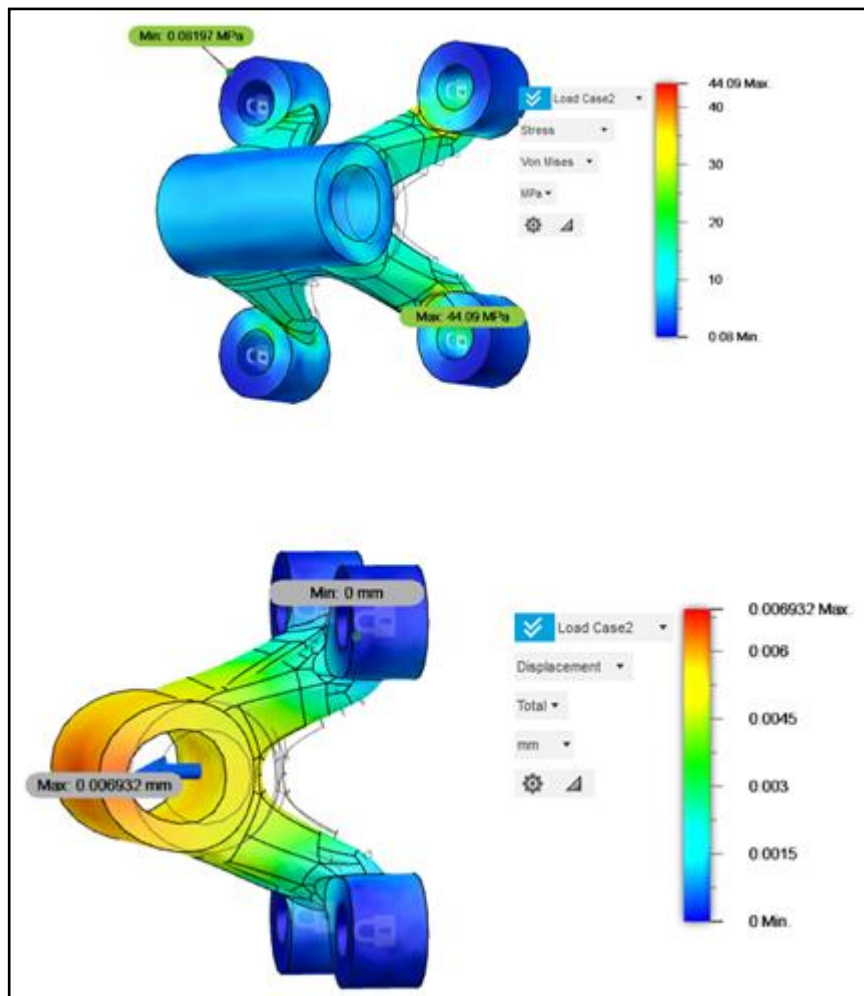 Min: 0.08197 MPa
Load Case2
Stress
Von Mises
MPa
44.09 Max.
40
30
20
10
0.08 Min.
Max: 44.09 MPa
Min: 0 mm
Load Case2
Displacement
Total
mm
0.006932 Max.
0.006
0.0045
0.003
0.0015
0 Min.
Max: 0.006932 mm